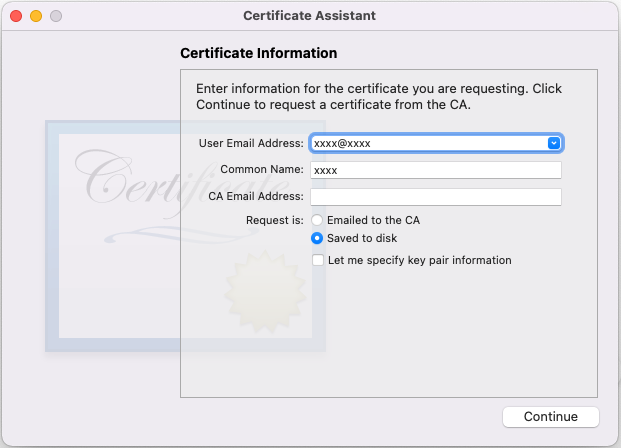 Certificate Assistant
Certificate Information
Enter information for the certificate you are requesting. Click
Continue to request a certificate from the CA.
Certificate
User Email Address: xxxx@xxxx
Common Name: xxxx
CA Email Address:
Request is: Emailed to the CA
Saved to disk
Let me specify key pair information
Continue